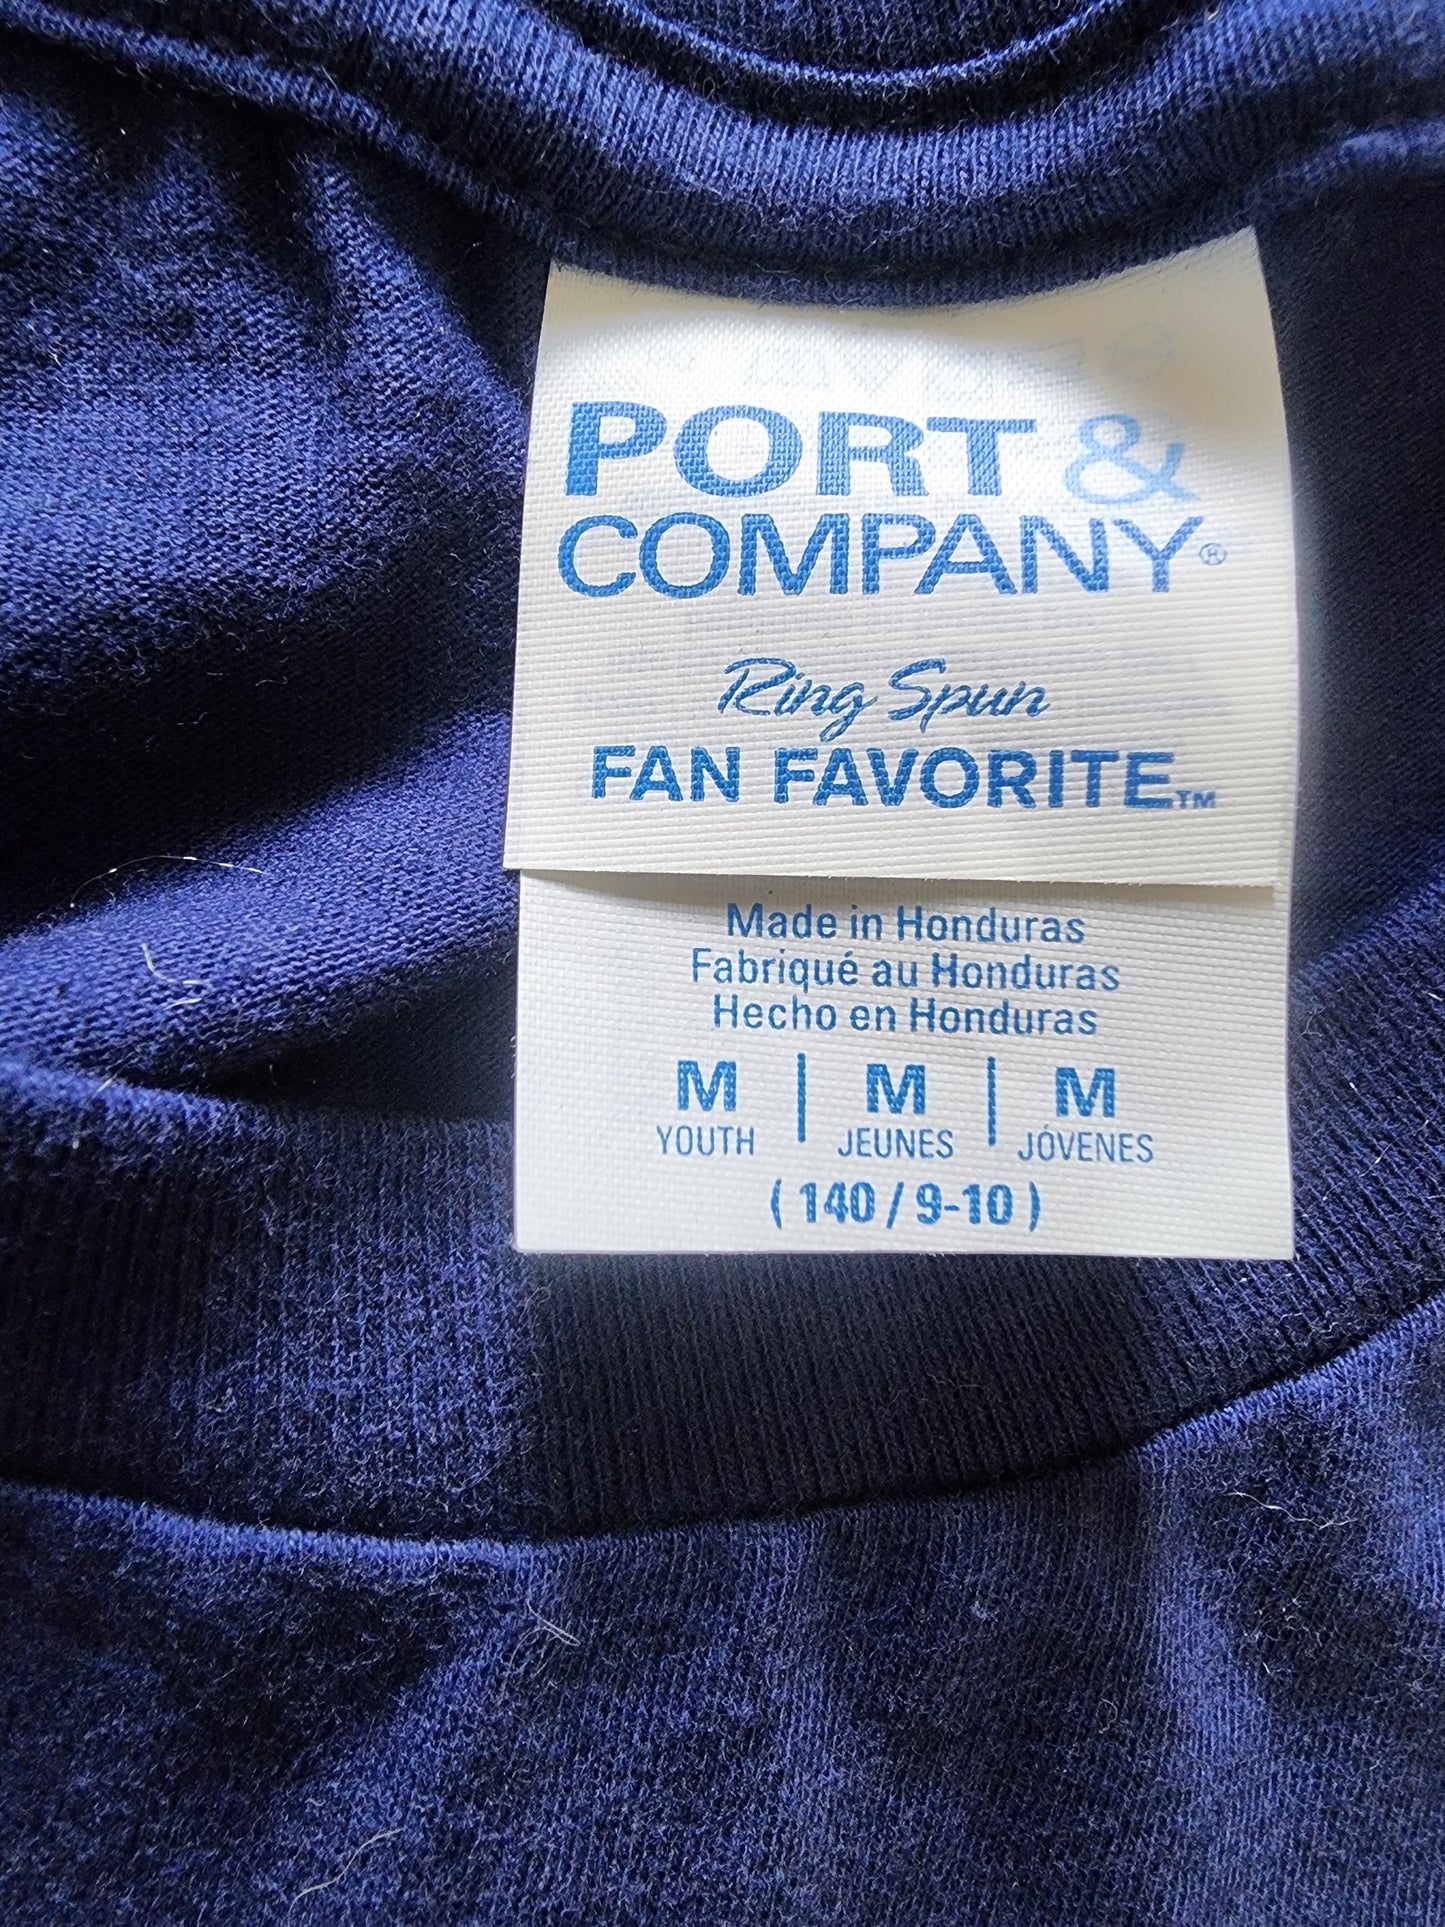 PORT &
COMPANY®
Ring Spun
FAN FAVORITE™
Made in Honduras
Fabriqué au Honduras
Hecho en Honduras
M | M | M
YOUTH JEUNES JÓVENES
( 140 / 9-10 )